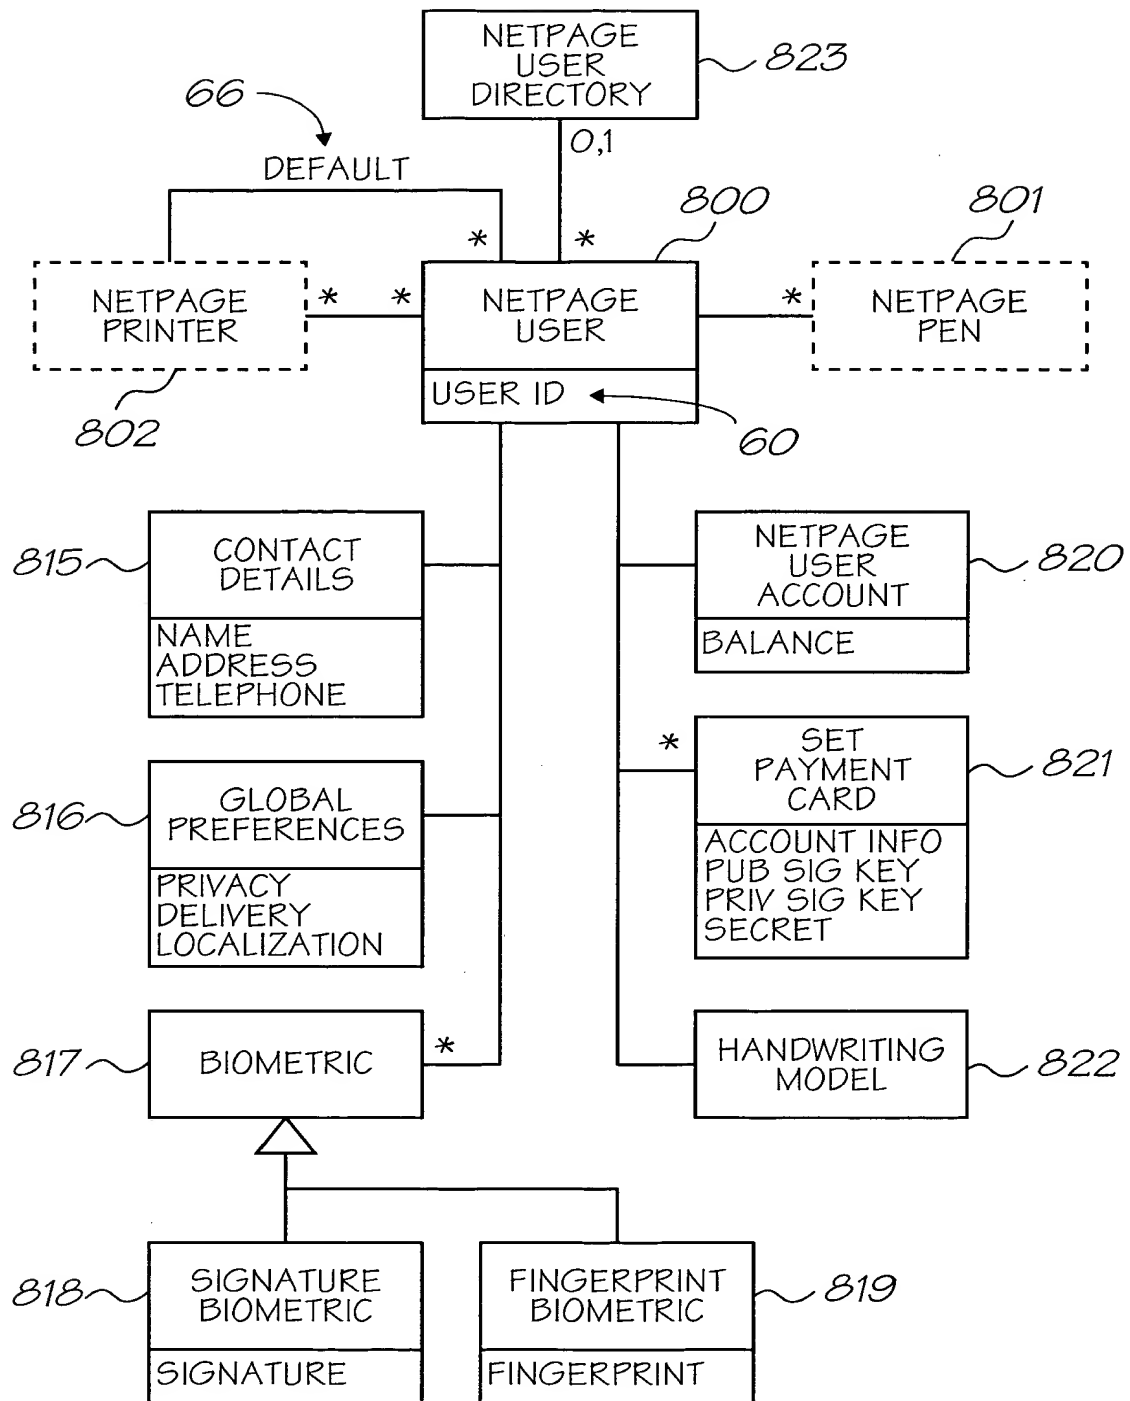 NETPAGE
USER
DIRECTORY
823
66
0,1
DEFAULT
800
801
*
*
NETPAGE
PRINTER
*
*
NETPAGE
USER
*
NETPAGE
PEN
USER ID
802
60
815
CONTACT
DETAILS
NAME
ADDRESS
TELEPHONE
NETPAGE
USER
ACCOUNT
820
BALANCE
816
GLOBAL
PREFERENCES
PRIVACY
DELIVERY
LOCALIZATION
*
SET
PAYMENT
CARD
821
ACCOUNT INFO
PUB SIG KEY
PRIV SIG KEY
SECRET
817
BIOMETRIC
*
HANDWRITING
MODEL
822
818
SIGNATURE
BIOMETRIC
SIGNATURE
FINGERPRINT
BIOMETRIC
819
FINGERPRINT